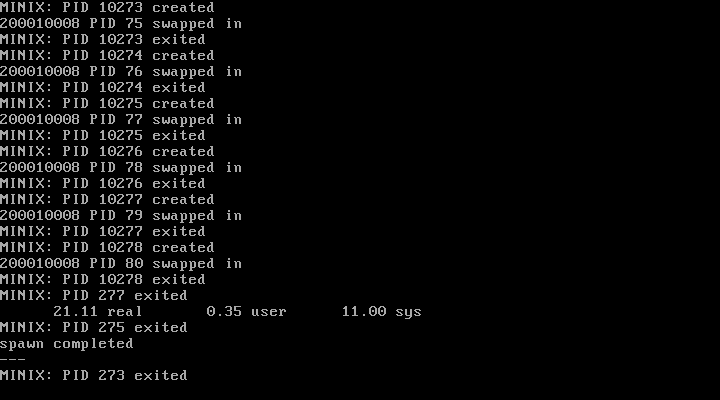 MINIX: PID 10273 created
200010008 PID 75 swapped in
MINIX: PID 10273 exited
MINIX: PID 10274 created
200010008 PID 76 swapped in
MINIX: PID 10274 exited
MINIX: PID 10275 created
200010008 PID 77 swapped in
MINIX: PID 10275 exited
MINIX: PID 10276 created
200010008 PID 78 swapped in
MINIX: PID 10276 exited
MINIX: PID 10277 created
200010008 PID 79 swapped in
MINIX: PID 10277 exited
MINIX: PID 10278 created
200010008 PID 80 swapped in
MINIX: PID 10278 exited
MINIX: PID 277 exited
21.11 real 0.35 user 11.00 sys
MINIX: PID 275 exited
spawn completed
---
MINIX: PID 273 exited